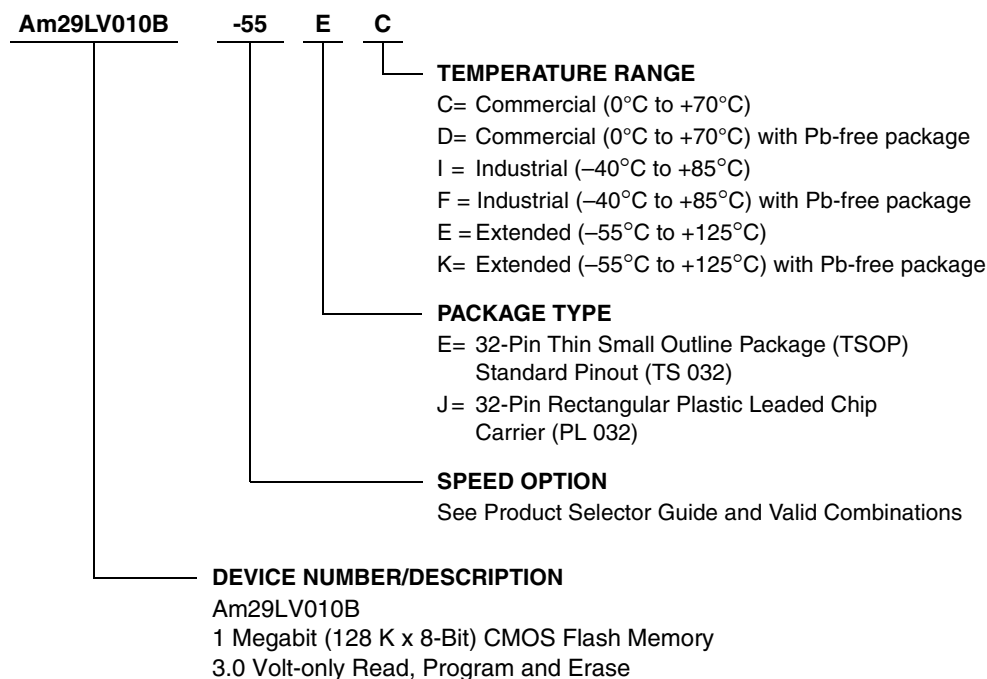 Am29LV010B -55 E C
TEMPERATURE RANGE
C= Commercial (0°C to +70°C)
D= Commercial (0°C to +70°C) with Pb-free package
I = Industrial (–40°C to +85°C)
F = Industrial (–40°C to +85°C) with Pb-free package
E = Extended (–55°C to +125°C)
K= Extended (–55°C to +125°C) with Pb-free package
PACKAGE TYPE
E= 32-Pin Thin Small Outline Package (TSOP)
Standard Pinout (TS 032)
J= 32-Pin Rectangular Plastic Leaded Chip
Carrier (PL 032)
SPEED OPTION
See Product Selector Guide and Valid Combinations
DEVICE NUMBER/DESCRIPTION
Am29LV010B
1 Megabit (128 K x 8-Bit) CMOS Flash Memory
3.0 Volt-only Read, Program and Erase